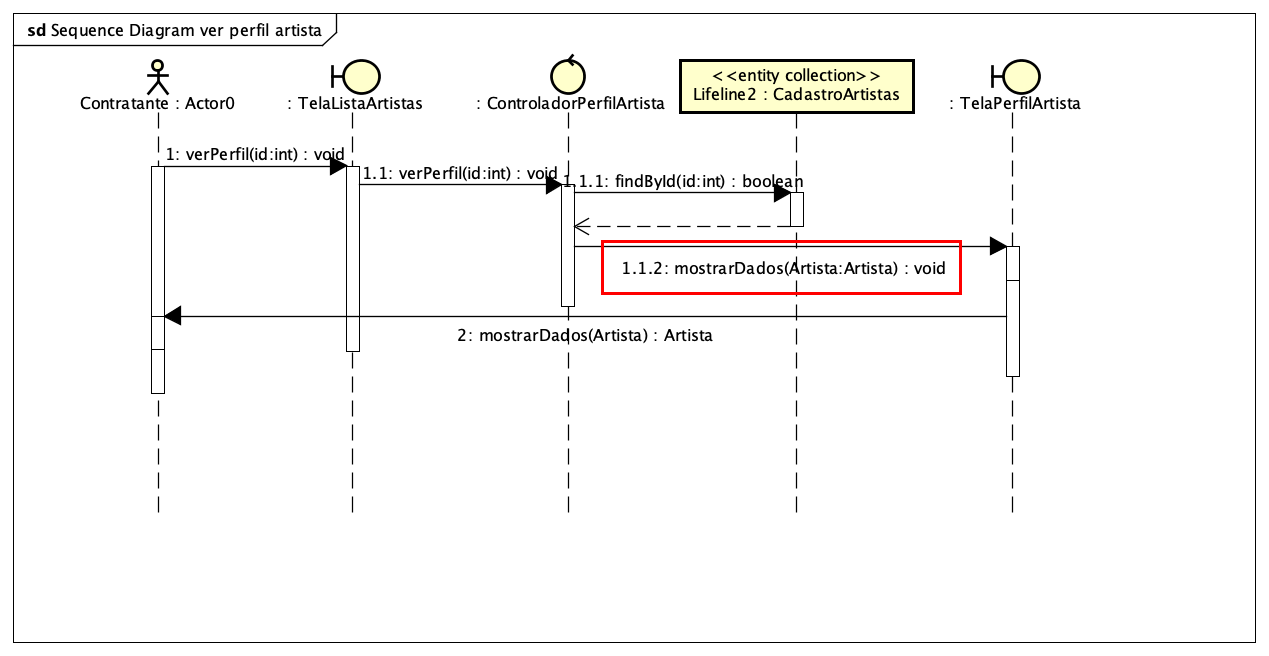 sd Sequence Diagram ver perfil artista
Contratante : Actor0
: TelaListaArtistas
: ControladorPerfilArtista
<<entity collection>>
Lifeline2 : CadastroArtistas
: TelaPerfilArtista
1: verPerfil(id:int) : void
1.1: verPerfil(id:int) : void
1.1.1: findById(id:int) : boolean
1.1.2: mostrarDados(Artista:Artista) : void
2: mostrarDados(Artista) : Artista